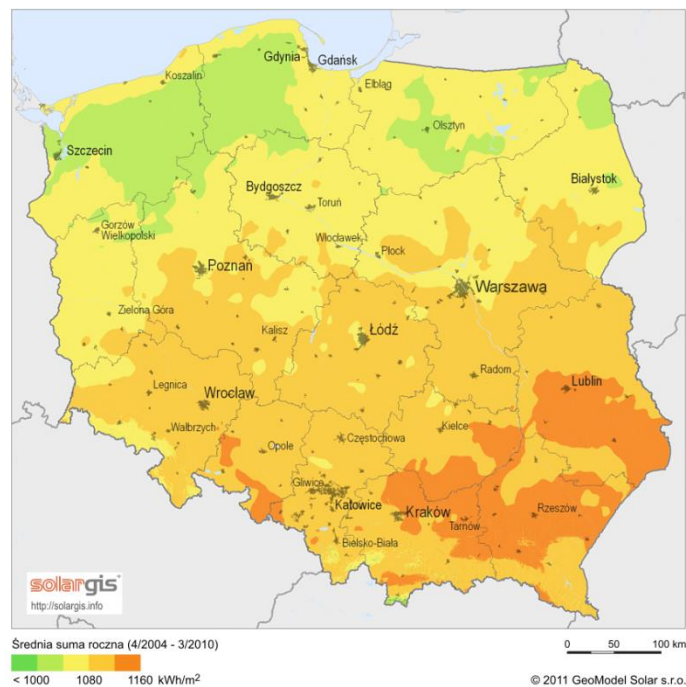 Gdynia
Gdańsk
Koszalin
Elbląg
Olsztyn
Szczecin
Białystok
Bydgoszcz
Toruń
Gorzów
Wielkopolski
Włocławek
Płock
Poznań
Warszawa
Zielona Góra
Kalisz
Łódź
Radom
Lublin
Legnica
Wrocław
Wałbrzych
Kielce
Częstochowa
Opole
Gliwice
Katowice
Kraków
Tarnów
Rzeszów
Bielsko-Biała
solargis
http://solargis.info
Średnia suma roczna (4/2004 - 3/2010)
0 50 100 km
< 1000 1080 1160 kWh/m²
© 2011 GeoModel Solar s.r.o.